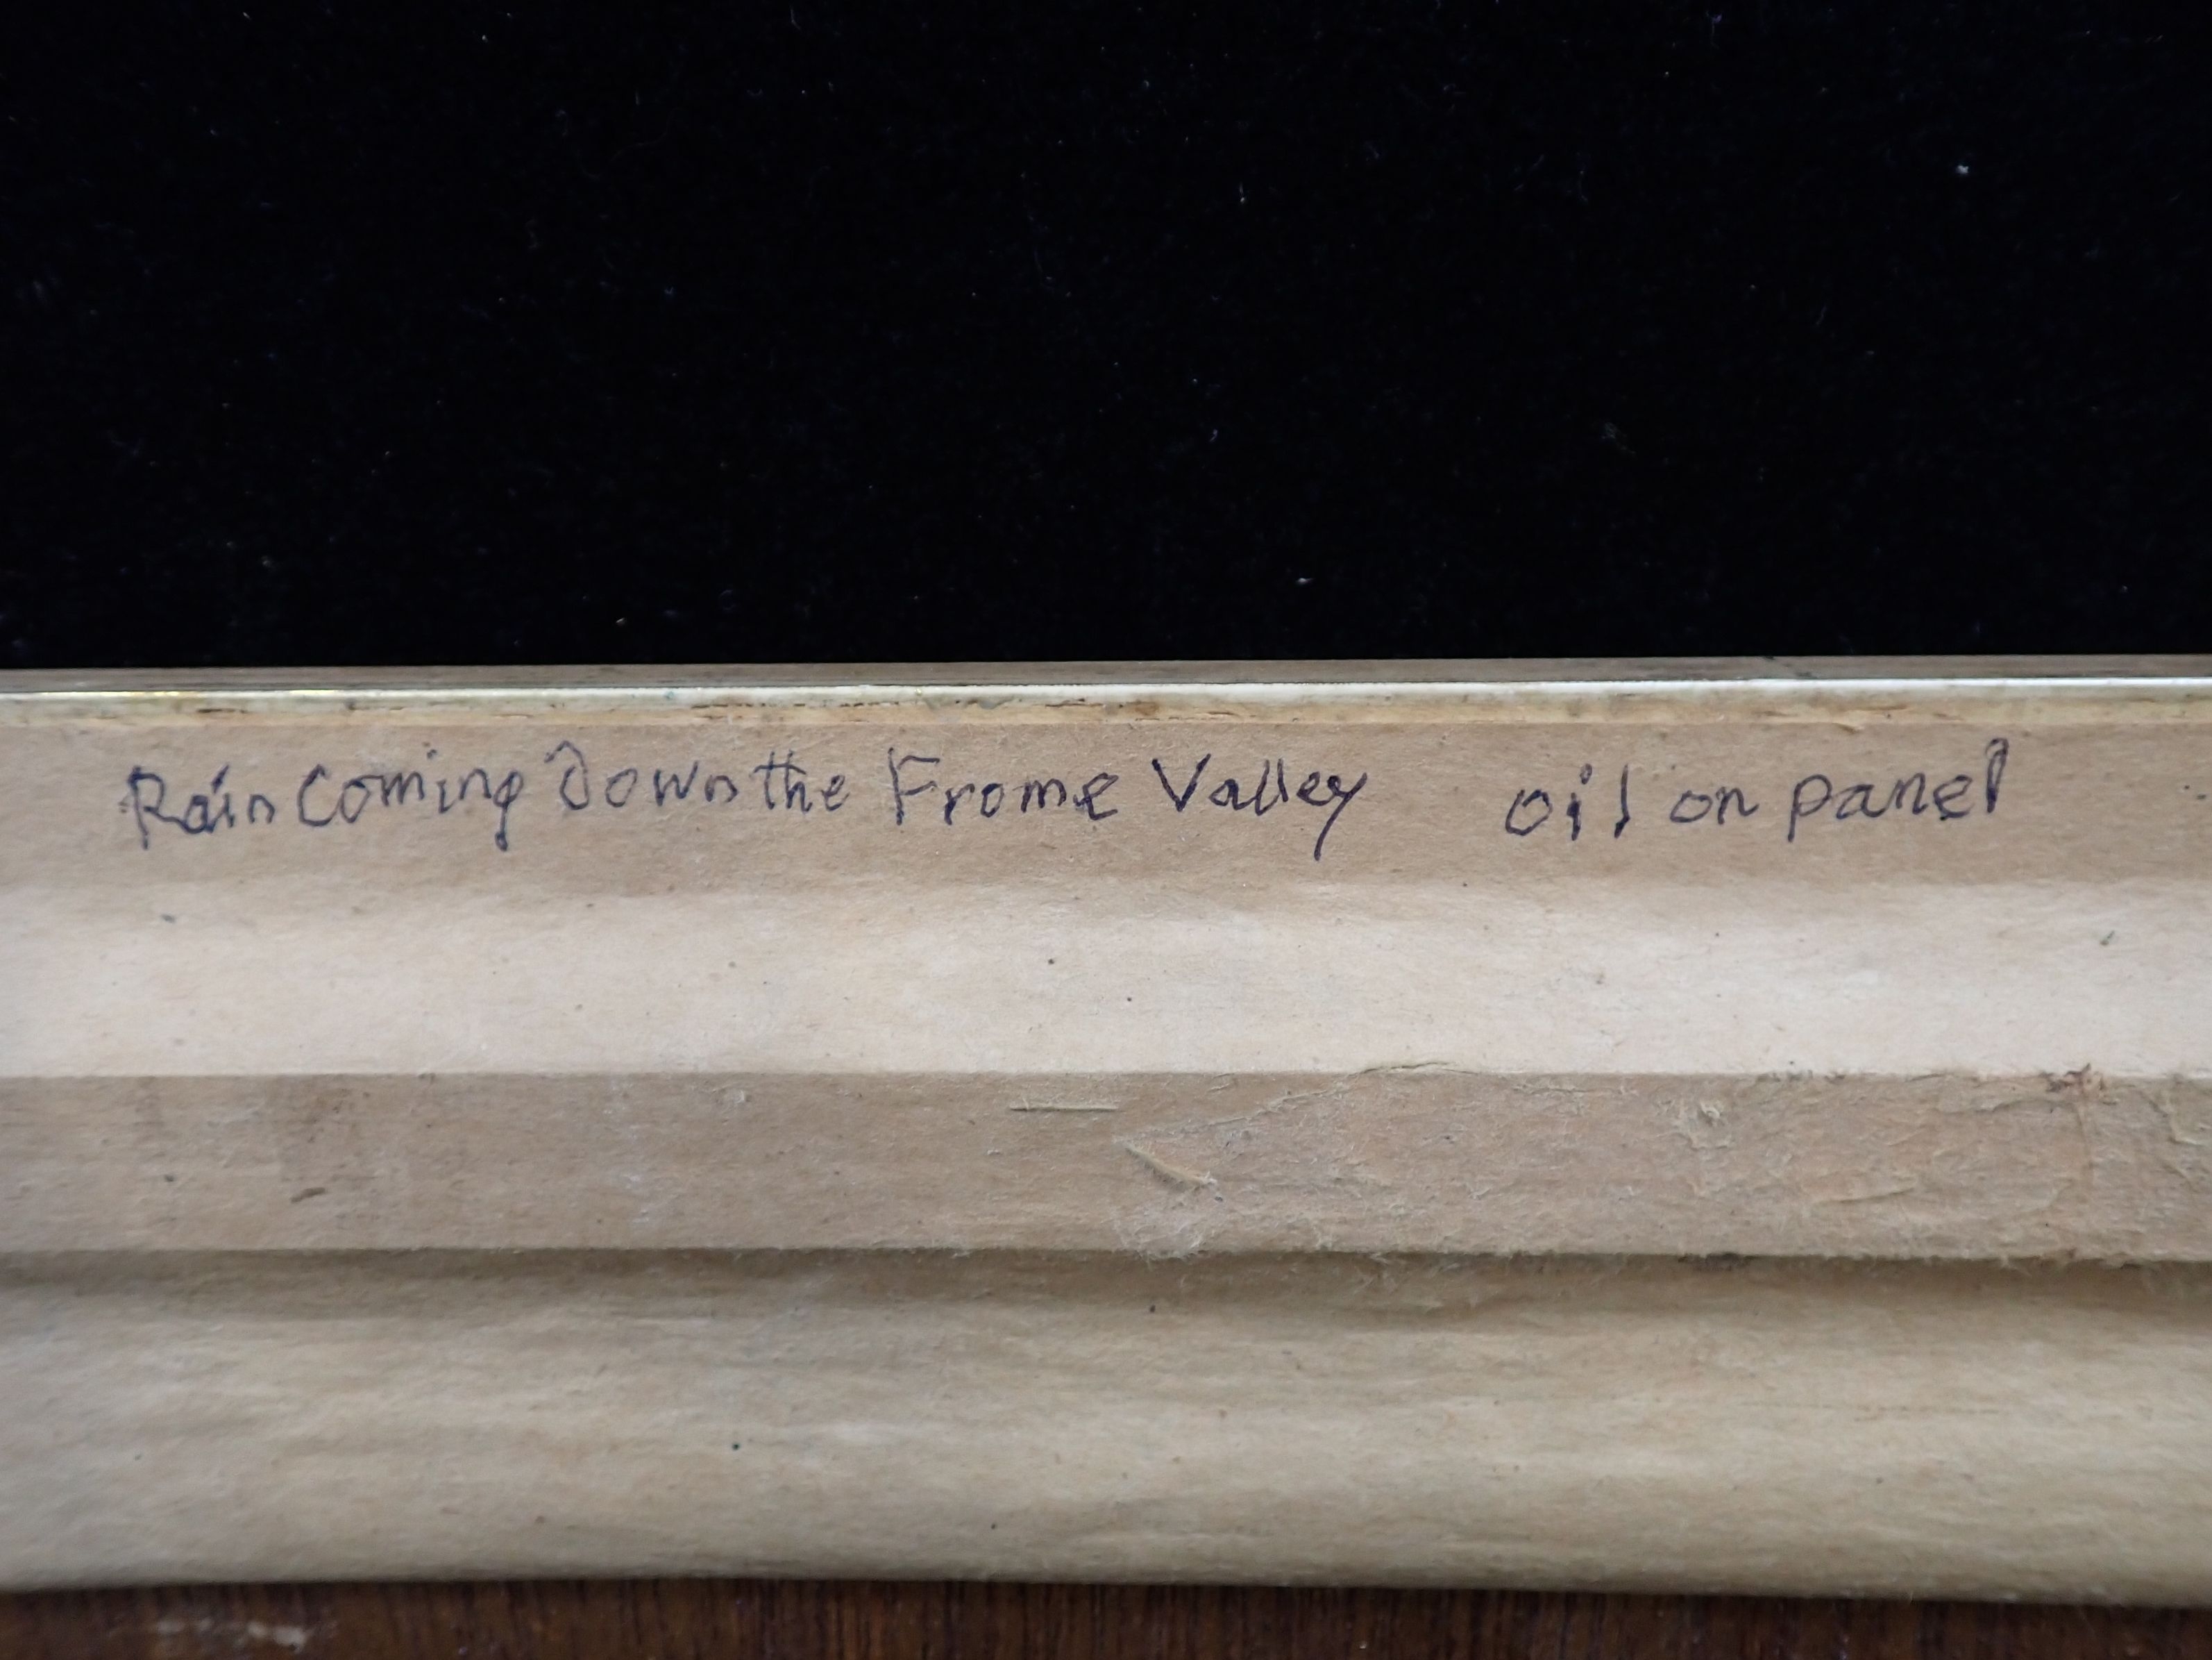 Rain Coming Down the Frome Valley oil on panel